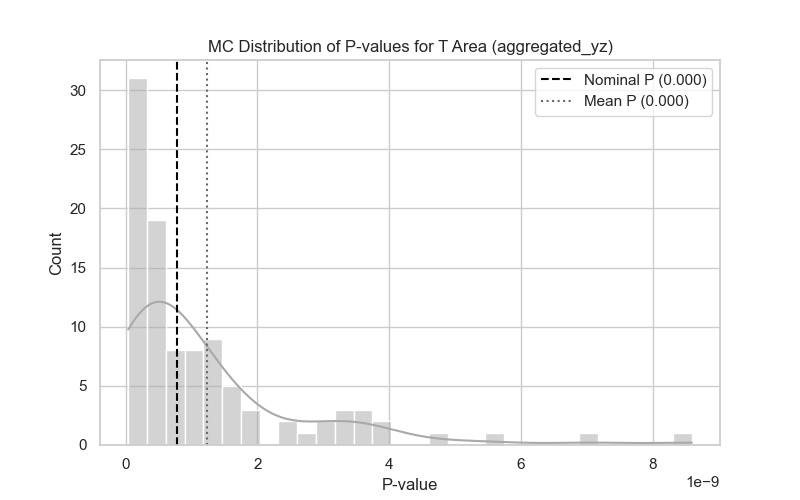 MC Distribution of P-values for T Area (aggregated_yz)
Nominal P (0.000)
Mean P (0.000)
Count
30
25
20
15
10
5
0
0 2 4 6 8
1e−9
P-value